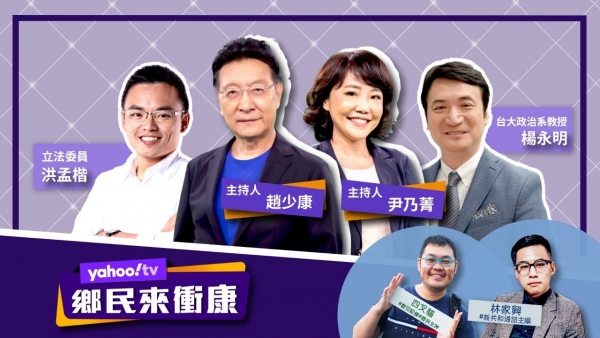 立法委員
洪孟楷
主持人
趙少康
主持人
尹乃菁
台大政治系教授
楊永明
yahoo!tv
鄉民來衝康
四叉貓
林家興
#新共和通訊主編